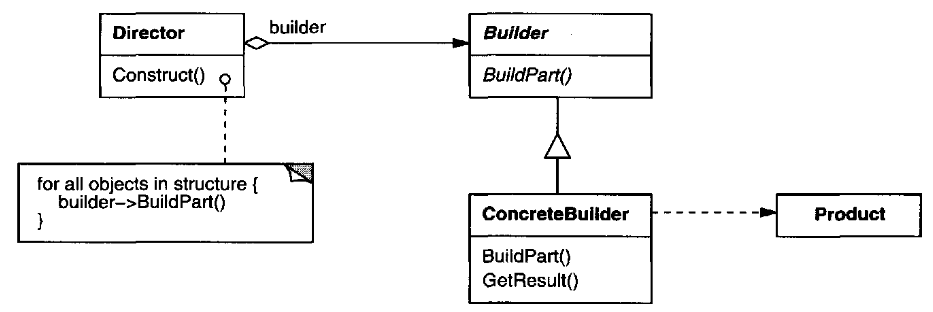 Director
builder
Builder
Construct()
BuildPart()
for all objects in structure {
builder->BuildPart()
}
ConcreteBuilder
Product
BuildPart()
GetResult()